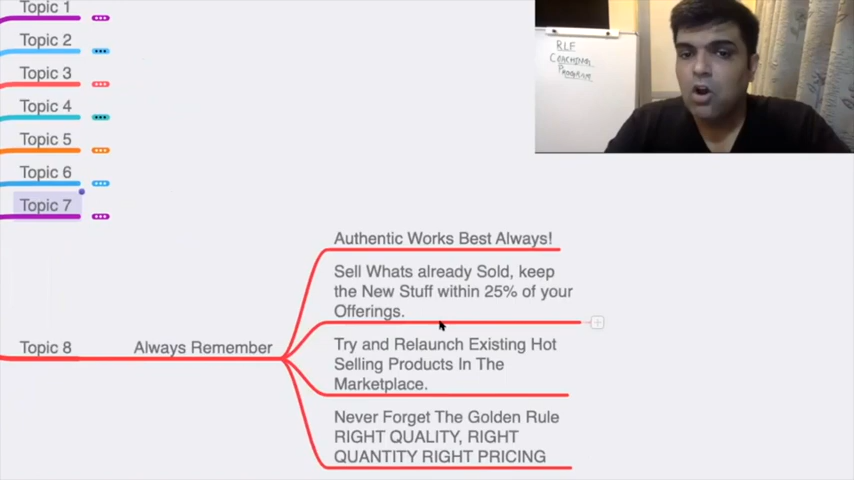 Topic 1
Topic 2
Topic 3
Topic 4
Topic 5
Topic 6
Topic 7
Topic 8
Always Remember
Authentic Works Best Always!
Sell Whats already Sold, keep
the New Stuff within 25% of your
Offerings.
Try and Relaunch Existing Hot
Selling Products In The
Marketplace.
Never Forget The Golden Rule
RIGHT QUALITY, RIGHT
QUANTITY RIGHT PRICING
RLF
COACHING
PROGRAM